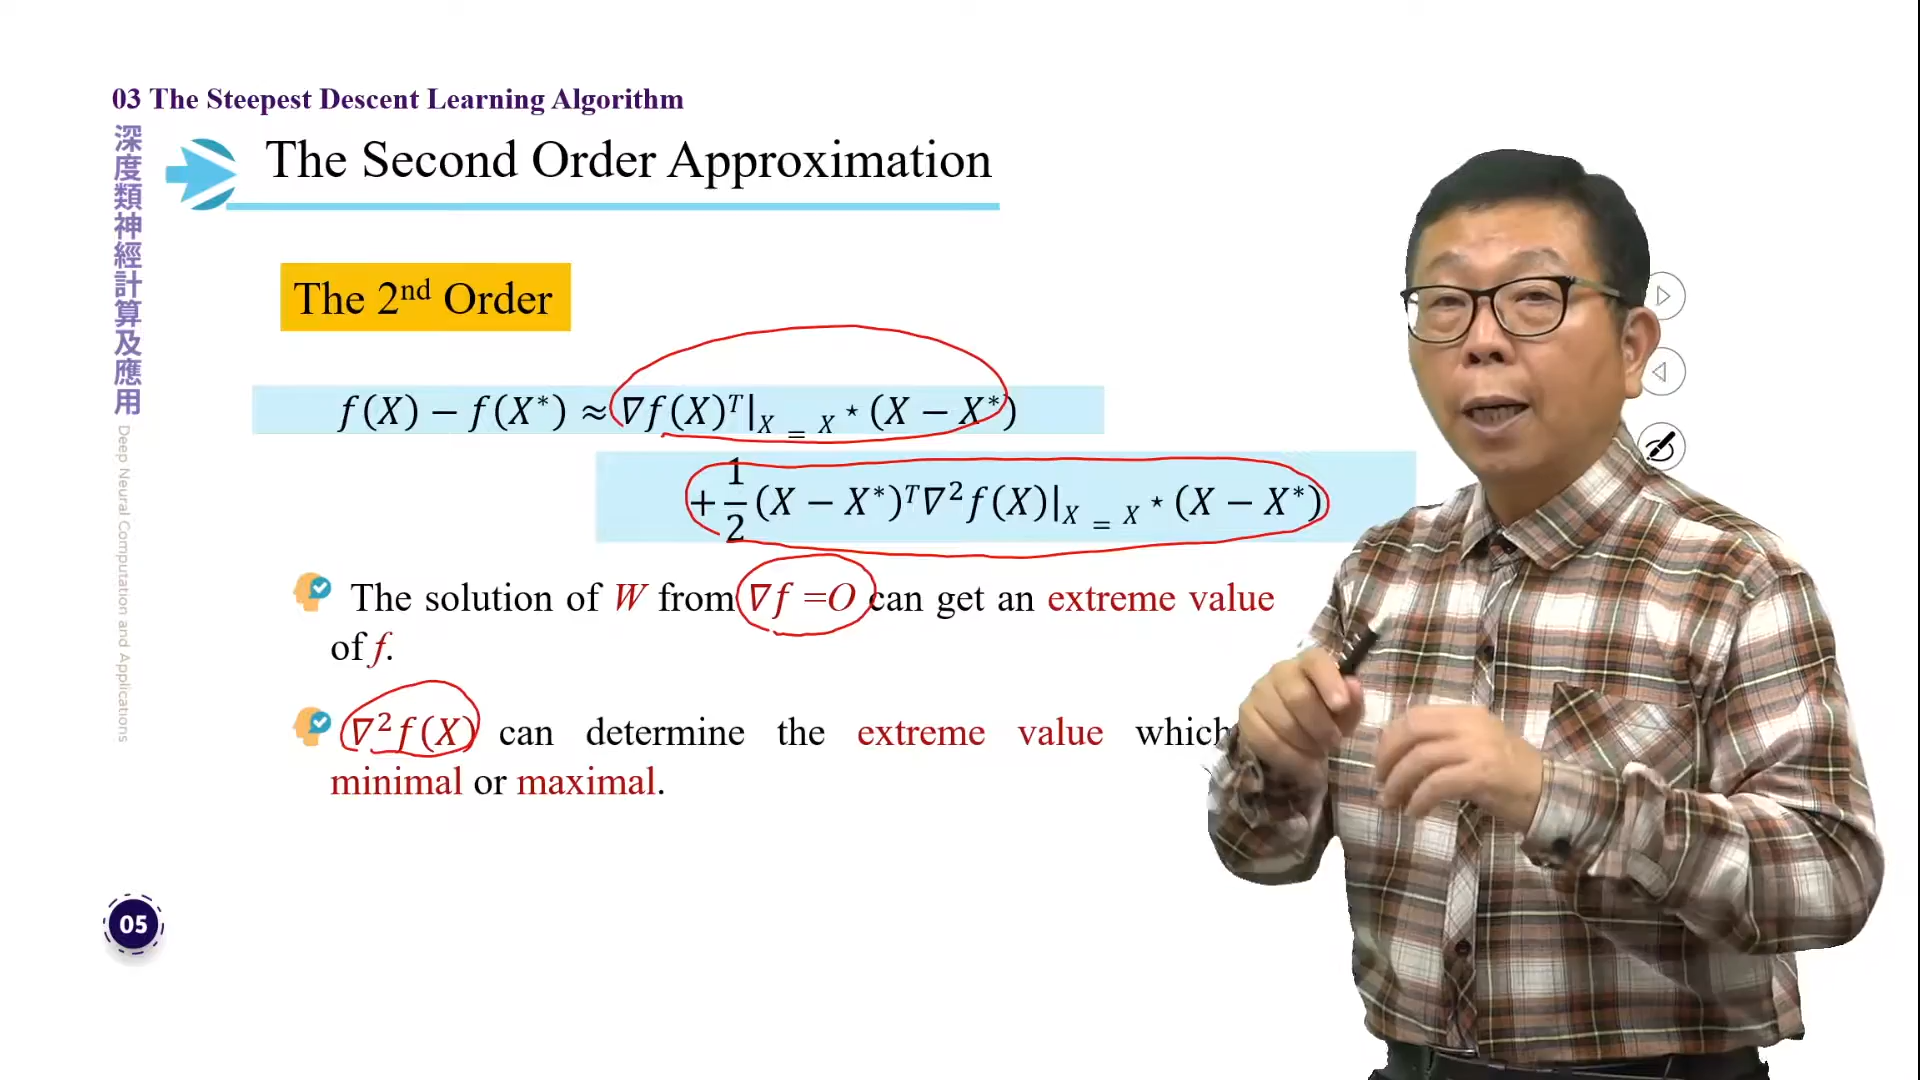 03 The Steepest Descent Learning Algorithm
深度類神經計算及應用
Deep Neural Computation and Applications
The Second Order Approximation
The 2nd Order
f(X) − f(X*) ≈ ∇f(X)ᵀ|X = X⋆ (X − X*)
+ 1/2 (X − X*)ᵀ∇²f(X)|X = X⋆ (X − X*)
The solution of W from ∇f =O can get an extreme value
of f.
∇²f(X) can determine the extreme value which
minimal or maximal.
05